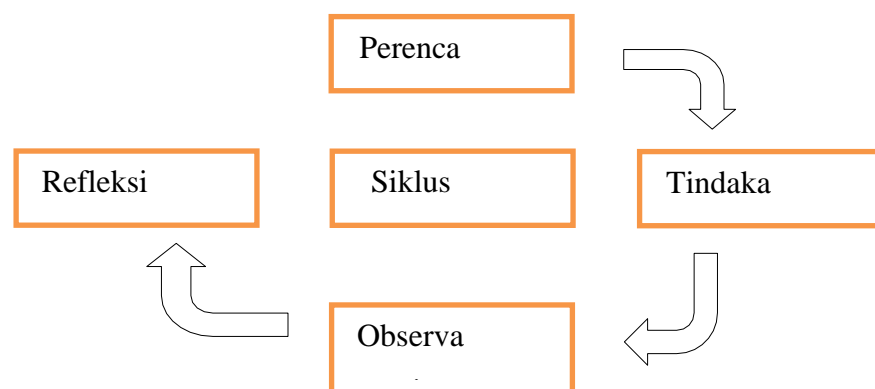 Perenca
Refleksi
Siklus
Tindaka
Observa